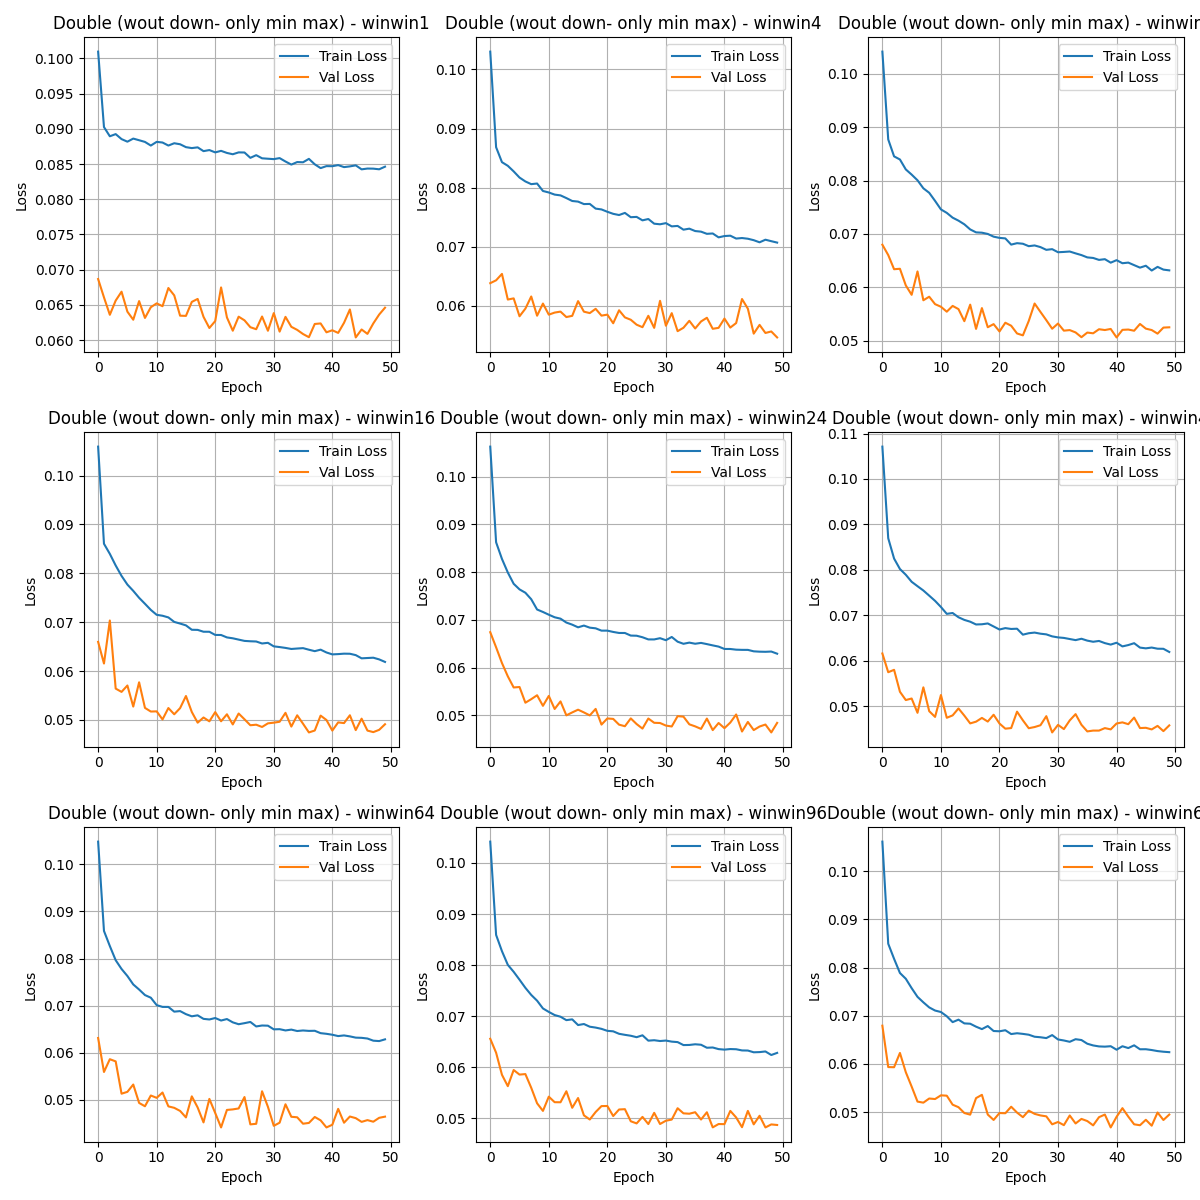 Double (wout down- only min max) - winwin1
0.100
0.095
0.090
0.085
0.080
0.075
0.070
0.065
0.060
Loss
0 10 20 30 40 50
Epoch
Train Loss
Val Loss
Double (wout down- only min max) - winwin4
0.10
0.09
0.08
0.07
0.06
Loss
0 10 20 30 40 50
Epoch
Train Loss
Val Loss
Double (wout down- only min max) - winwin
0.10
0.09
0.08
0.07
0.06
0.05
Loss
0 10 20 30 40 50
Epoch
Train Loss
Val Loss
Double (wout down- only min max) - winwin16
0.10
0.09
0.08
0.07
0.06
0.05
Loss
0 10 20 30 40 50
Epoch
Train Loss
Val Loss
Double (wout down- only min max) - winwin24
0.10
0.09
0.08
0.07
0.06
0.05
Loss
0 10 20 30 40 50
Epoch
Train Loss
Val Loss
Double (wout down- only min max) - winwin4
0.11
0.10
0.09
0.08
0.07
0.06
0.05
Loss
0 10 20 30 40 50
Epoch
Train Loss
Val Loss
Double (wout down- only min max) - winwin64
0.10
0.09
0.08
0.07
0.06
0.05
Loss
0 10 20 30 40 50
Epoch
Train Loss
Val Loss
Double (wout down- only min max) - winwin96
0.10
0.09
0.08
0.07
0.06
0.05
Loss
0 10 20 30 40 50
Epoch
Train Loss
Val Loss
Double (wout down- only min max) - winwin6
0.10
0.09
0.08
0.07
0.06
0.05
Loss
0 10 20 30 40 50
Epoch
Train Loss
Val Loss